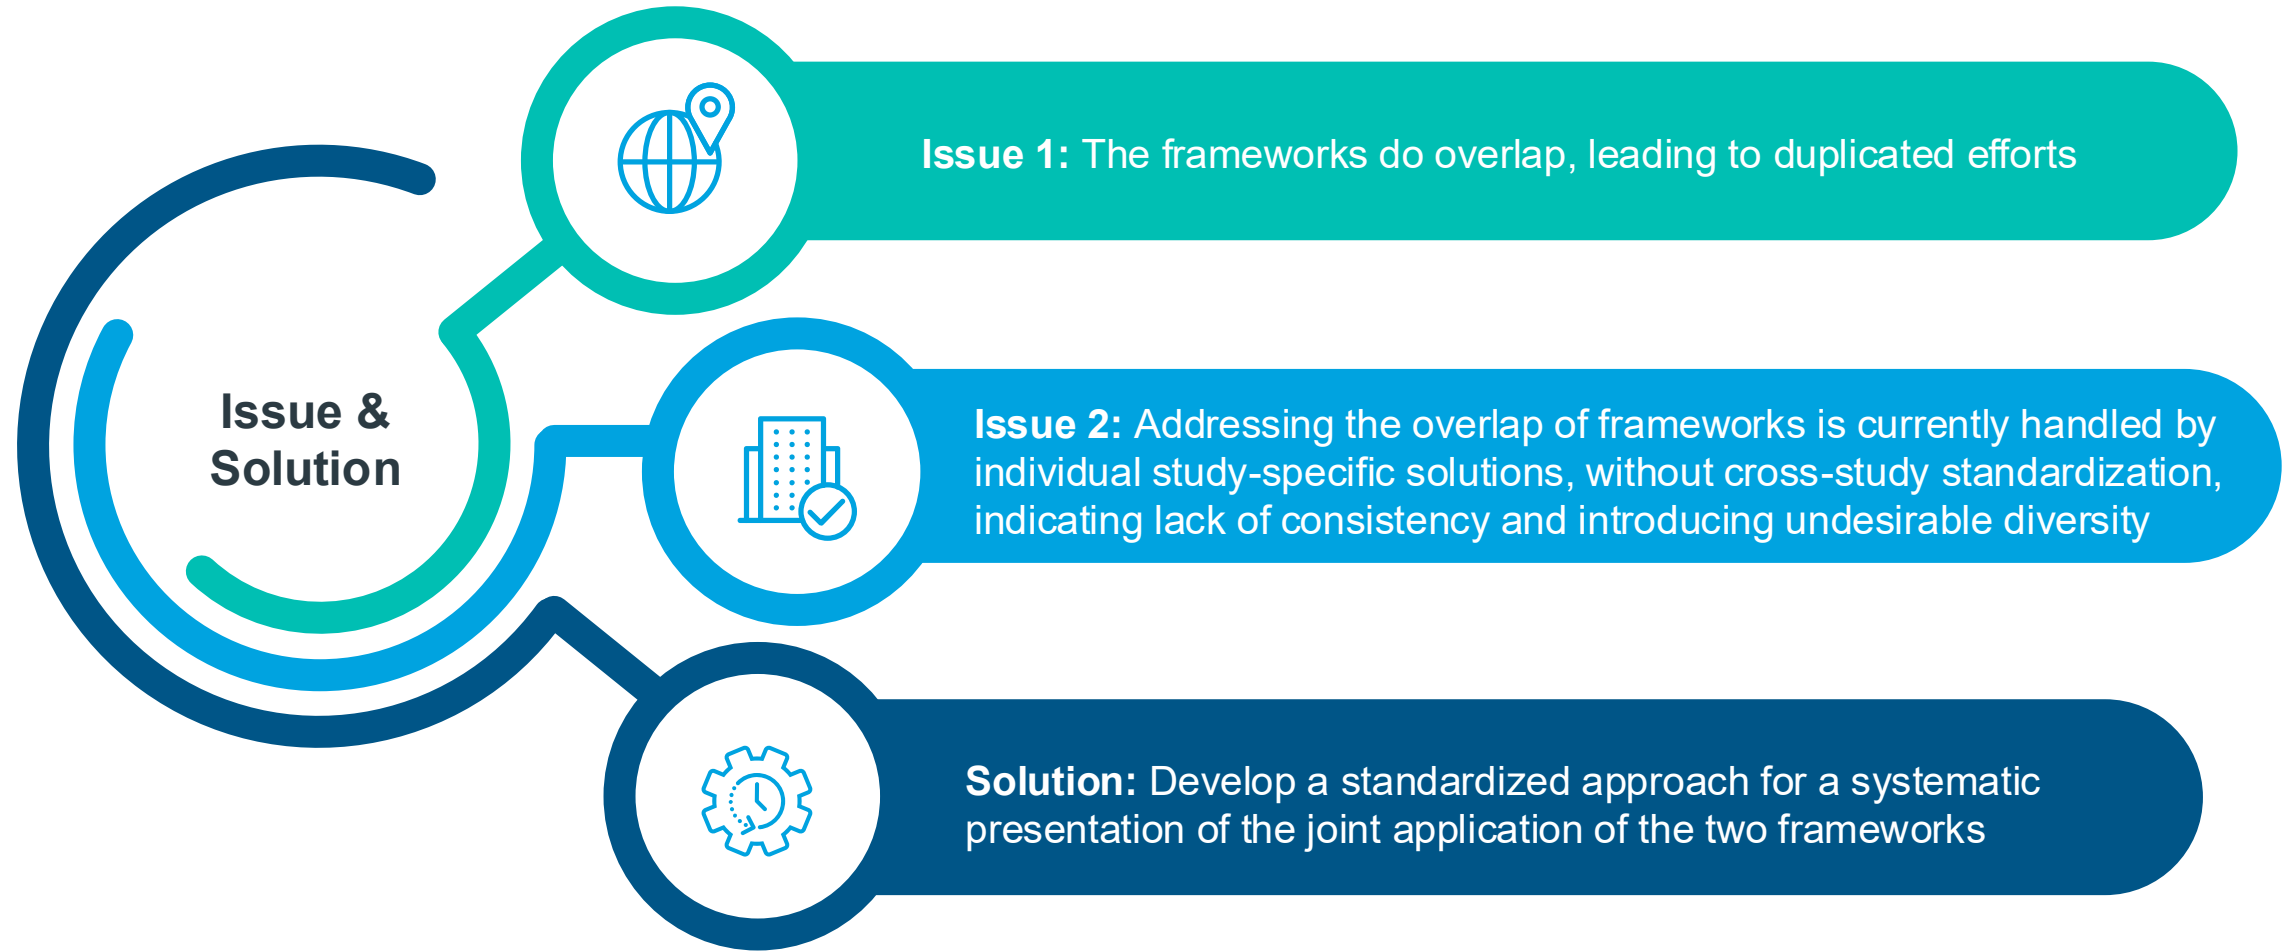 Issue &
Solution
Issue 1: The frameworks do overlap, leading to duplicated efforts
Issue 2: Addressing the overlap of frameworks is currently handled by
individual study-specific solutions, without cross-study standardization,
indicating lack of consistency and introducing undesirable diversity
Solution: Develop a standardized approach for a systematic
presentation of the joint application of the two frameworks